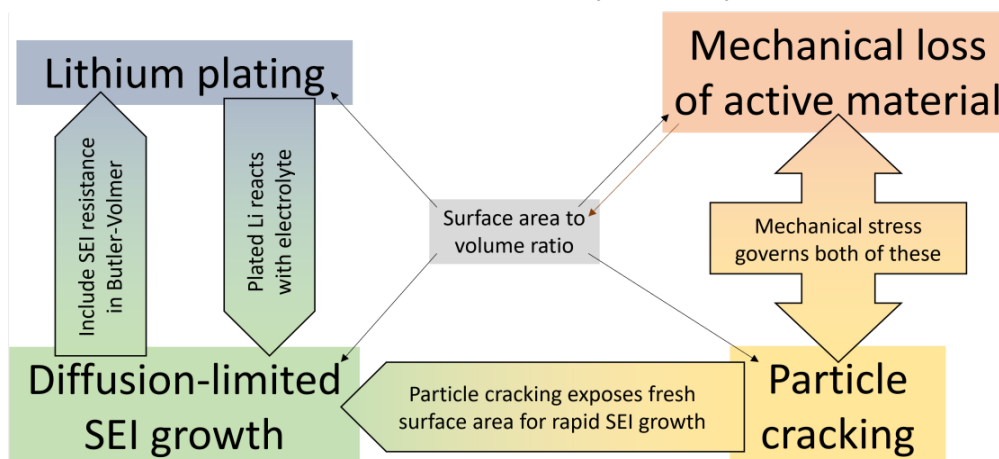 Lithium plating
Mechanical loss
of active material
Include SEI resistance
in Butler-Volmer
Plated Li reacts
with electrolyte
Surface area to
volume ratio
Mechanical stress
governs both of these
Diffusion-limited
SEI growth
Particle cracking exposes fresh
surface area for rapid SEI growth
Particle
cracking